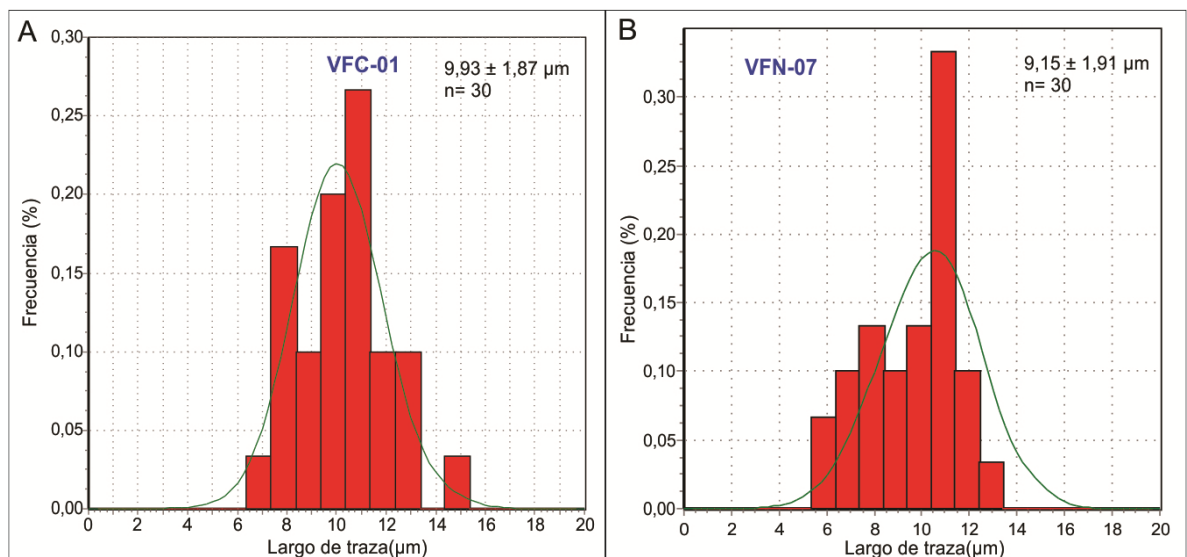 A
VFC-01
9,93 ± 1,87 µm
n= 30
Frecuencia (%)
0,30
0,25
0,20
0,15
0,10
0,05
0,00
0 2 4 6 8 10 12 14 16 18 20
Largo de traza(µm)
B
VFN-07
9,15 ± 1,91 µm
n= 30
Frecuencia (%)
0,30
0,25
0,20
0,15
0,10
0,05
0,00
0 2 4 6 8 10 12 14 16 18 20
Largo de traza(µm)